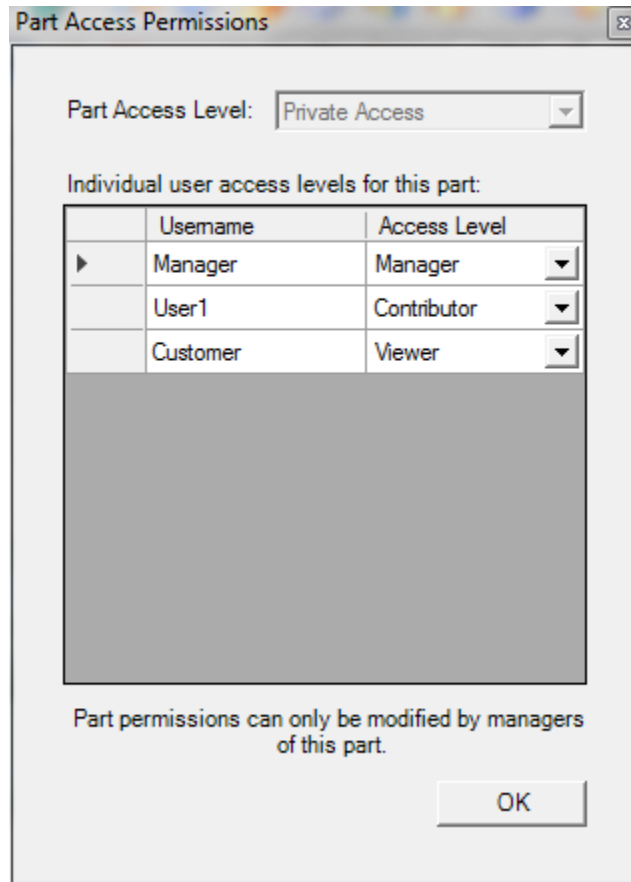 Part Access Permissions
Part Access Level: Private Access
Individual user access levels for this part:
Username Access Level
Manager Manager
User1 Contributor
Customer Viewer
Part permissions can only be modified by managers
of this part.
OK